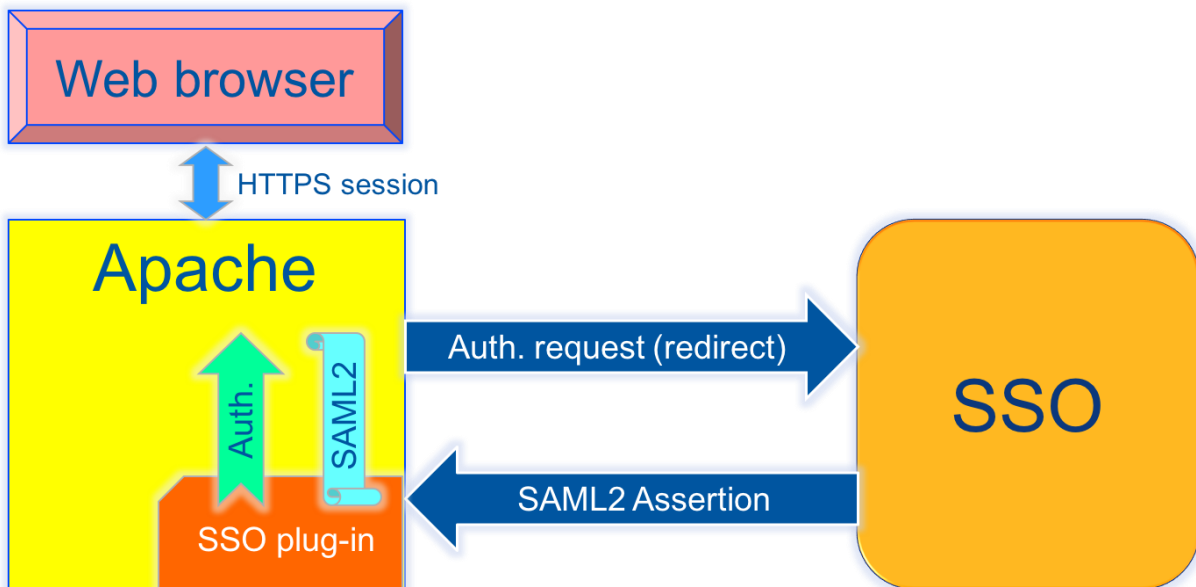 Web browser
HTTPS session
Apache
Auth. request (redirect)
Auth.
SAML2
SSO
SAML2 Assertion
SSO plug-in